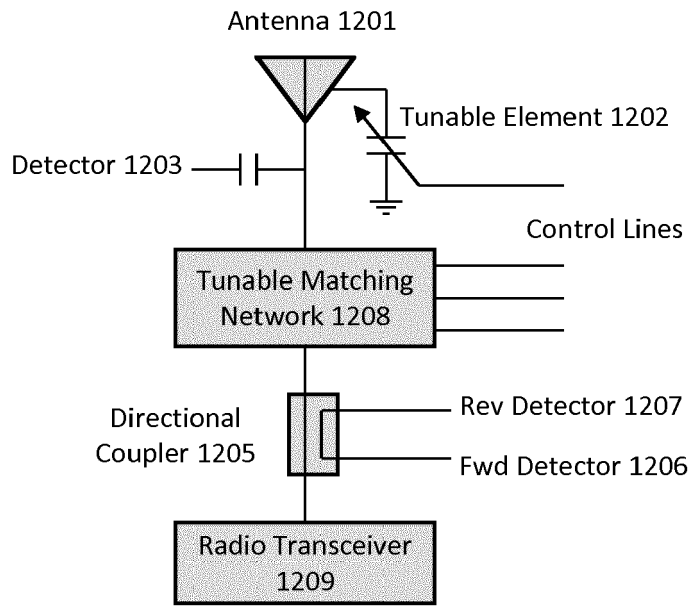 Antenna 1201
Tunable Element 1202
Detector 1203
Control Lines
Tunable Matching
Network 1208
Rev Detector 1207
Directional
Coupler 1205
Fwd Detector 1206
Radio Transceiver
1209